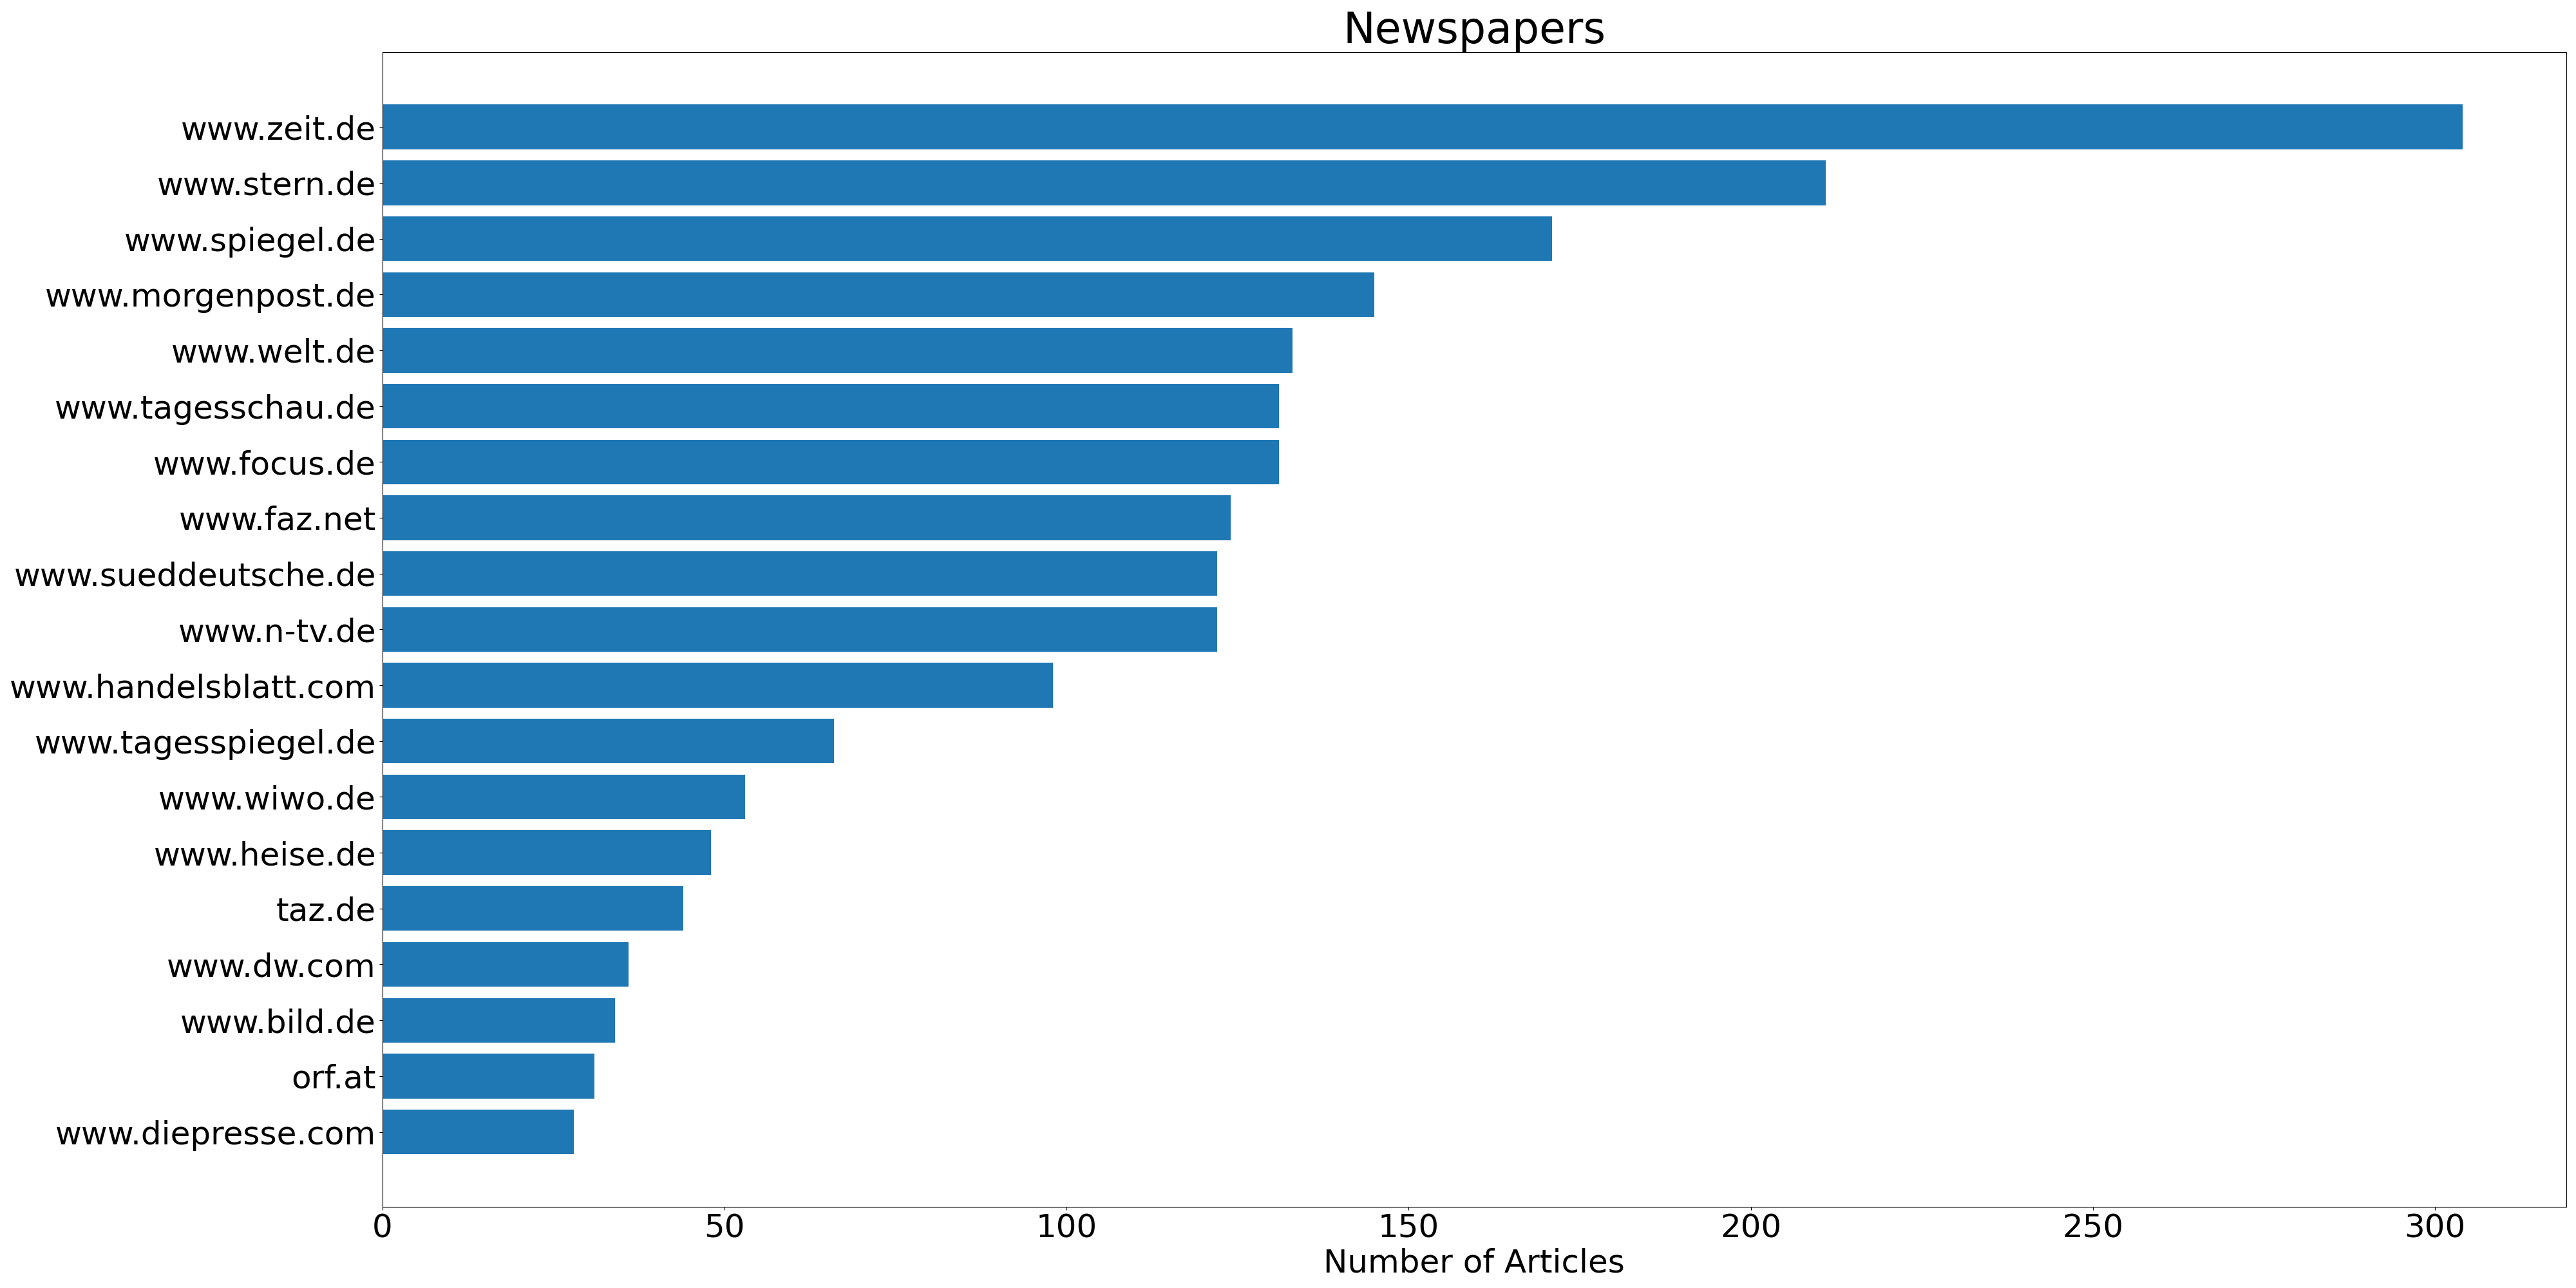 Newspapers
www.zeit.de
www.stern.de
www.spiegel.de
www.morgenpost.de
www.welt.de
www.tagesschau.de
www.focus.de
www.faz.net
www.sueddeutsche.de
www.n-tv.de
www.handelsblatt.com
www.tagesspiegel.de
www.wiwo.de
www.heise.de
taz.de
www.dw.com
www.bild.de
orf.at
www.diepresse.com
0 50 100 150 200 250 300
Number of Articles